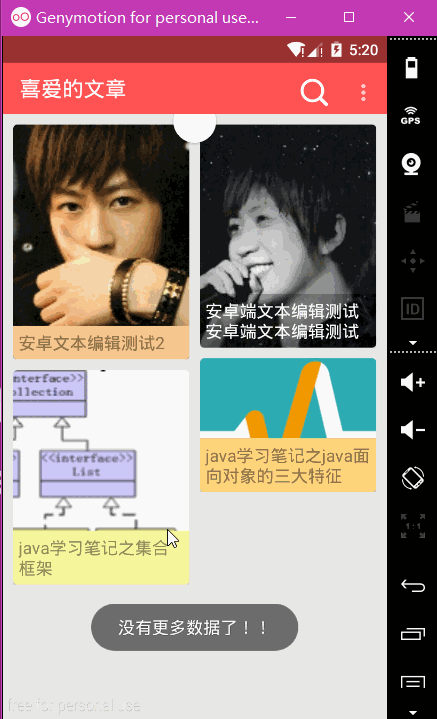 Genymotion for personal use...
5:20
喜爱的文章
GPS
ID
安卓端文本编辑测试
安卓端文本编辑测试
安卓文本编辑测试2
<<interface>>
List
java学习笔记之java面
向对象的三大特征
java学习笔记之集合
框架
1:1
没有更多数据了！！
free for personal use